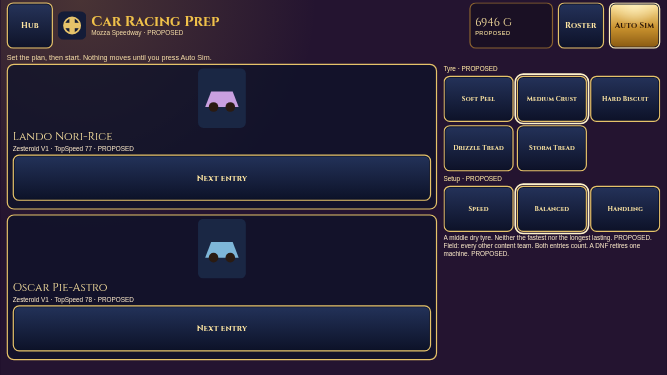 Hub
Car Racing Prep
Mozza Speedway · PROPOSED
6946 G
PROPOSED
Roster
Auto Sim
Set the plan, then start. Nothing moves until you press Auto Sim.
Lando Nori-Rice
Zesteroid V1 · TopSpeed 77 · PROPOSED
Next entry
Oscar Pie-Astro
Zesteroid V1 · TopSpeed 78 · PROPOSED
Next entry
Tyre · PROPOSED
Soft Peel
Medium Crust
Hard Biscuit
Drizzle Tread
Storm Tread
Setup · PROPOSED
Speed
Balanced
Handling
A middle dry tyre. Neither the fastest nor the longest lasting. PROPOSED.
Field: every other content team. Both entries count. A DNF retires one
machine. PROPOSED.